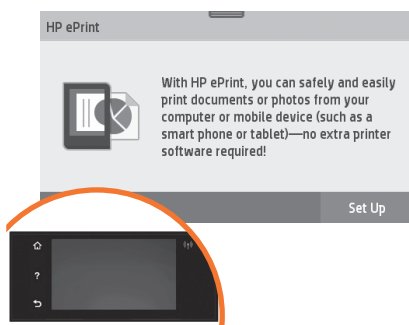 HP ePrint
With HP ePrint, you can safely and easily
print documents or photos from your
computer or mobile device (such as a
smart phone or tablet)—no extra printer
software required!
Set Up
?